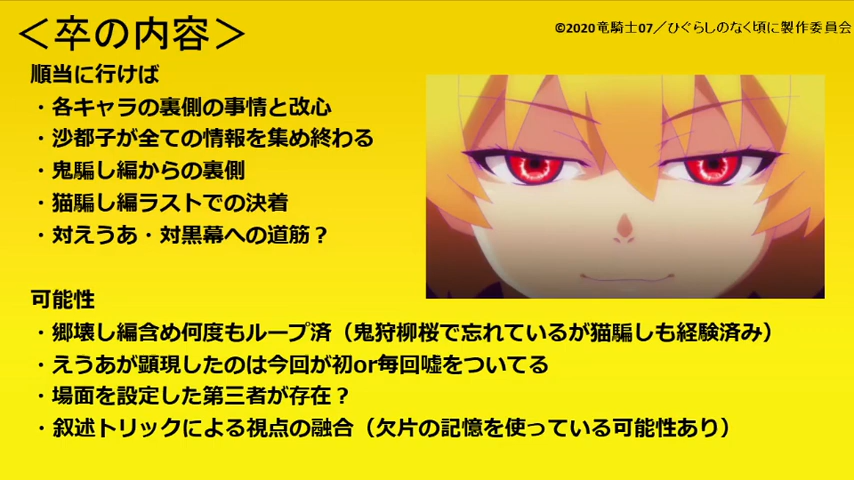 ＜卒の内容＞
©2020竜騎士07／ひぐらしのなく頃に製作委員会
順当に行けば
・各キャラの裏側の事情と改心
・沙都子が全ての情報を集め終わる
・鬼騙し編からの裏側
・猫騙し編ラストでの決着
・対えうあ・対黒幕への道筋？
可能性
・郷壊し編含め何度もループ済（鬼狩柳桜で忘れているが猫騙しも経験済み）
・えうあが顕現したのは今回が初or毎回嘘をついてる
・場面を設定した第三者が存在？
・叙述トリックによる視点の融合（欠片の記憶を使っている可能性あり）